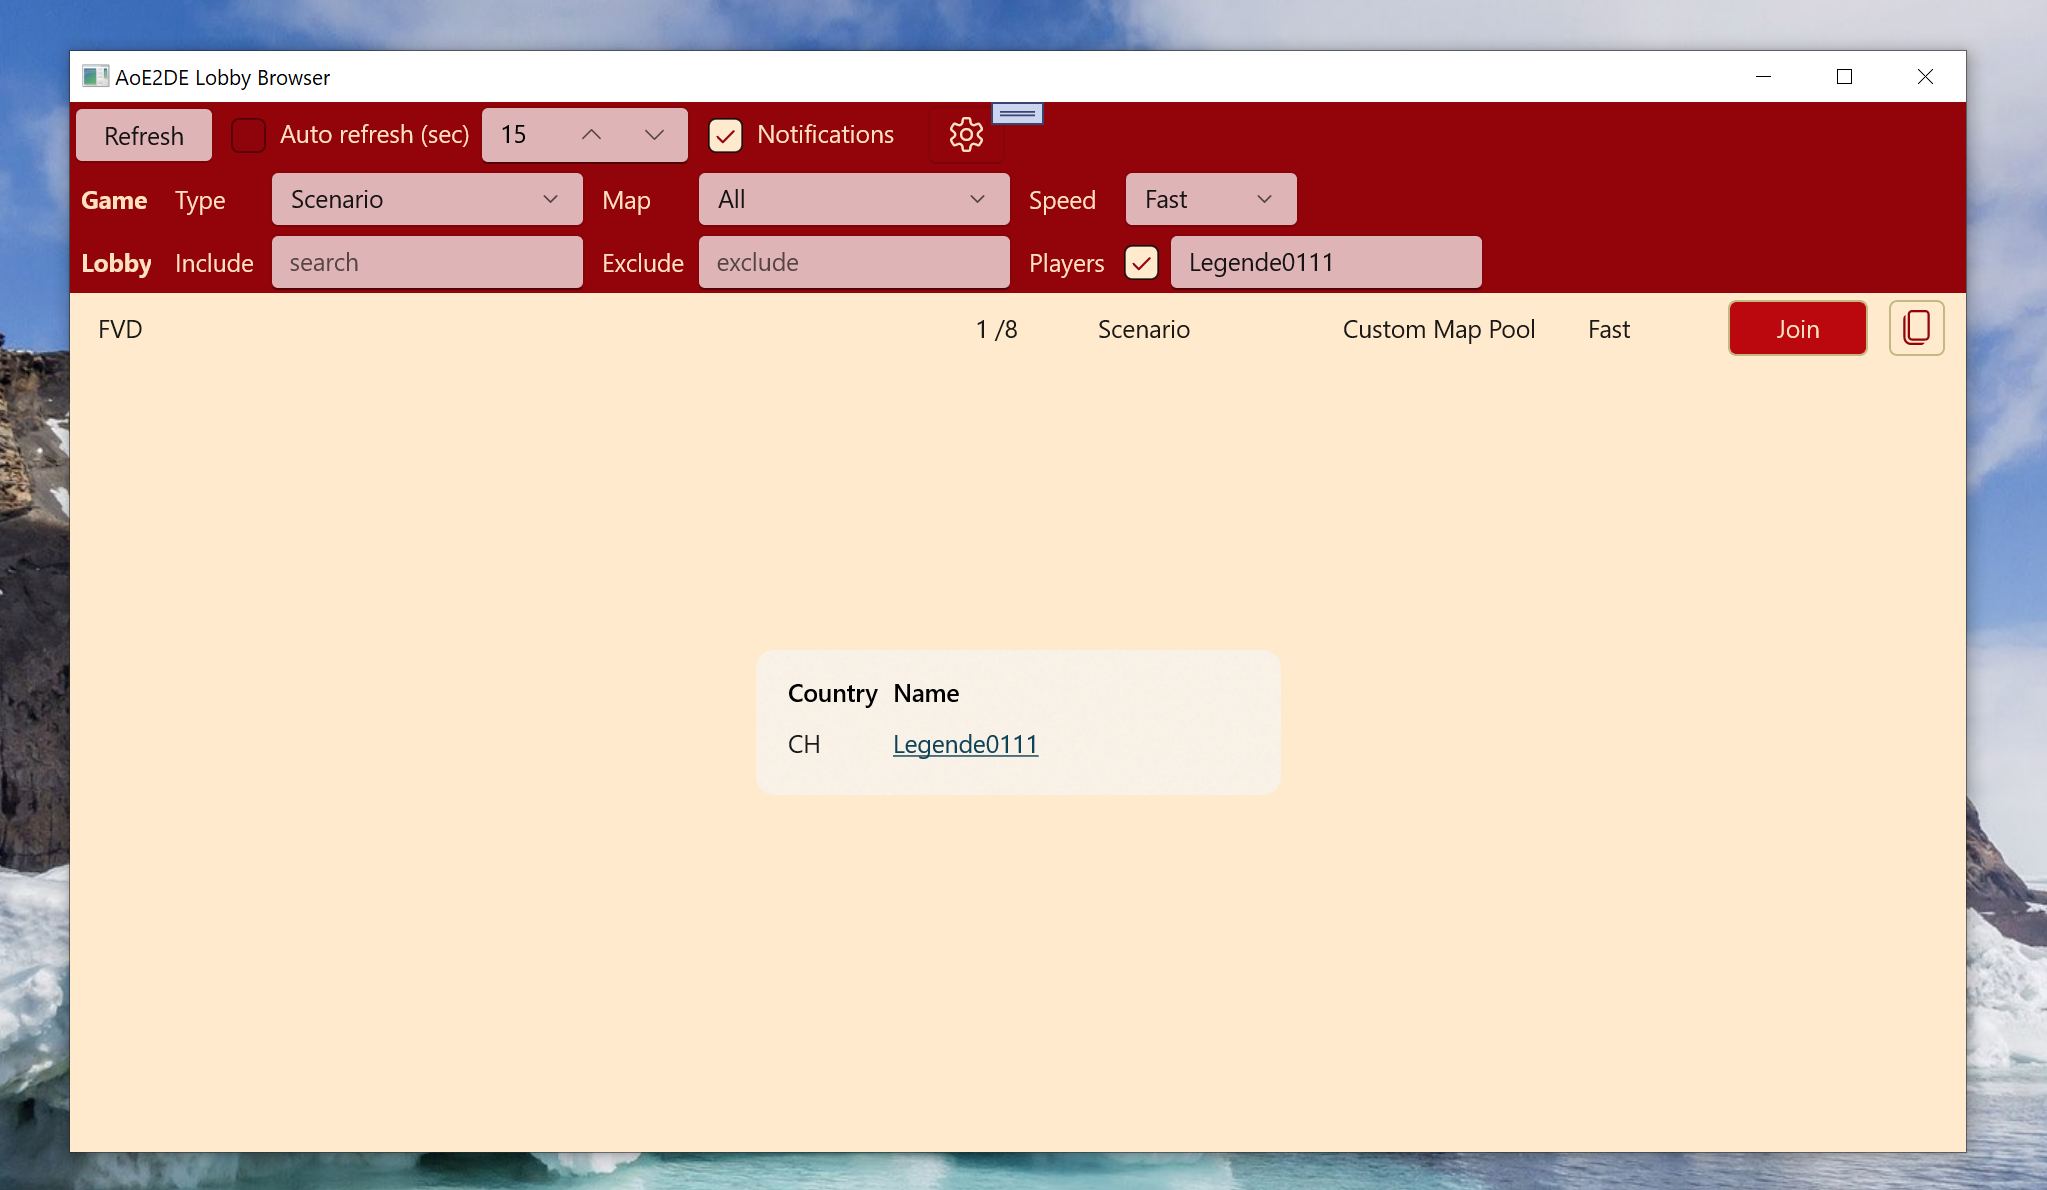 AoE2DE Lobby Browser
Refresh Auto refresh (sec) 15 Notifications
Game Type Scenario Map All Speed Fast
Lobby Include search Exclude exclude Players Legende0111
FVD 1 /8 Scenario Custom Map Pool Fast Join
Country Name
CH Legende0111